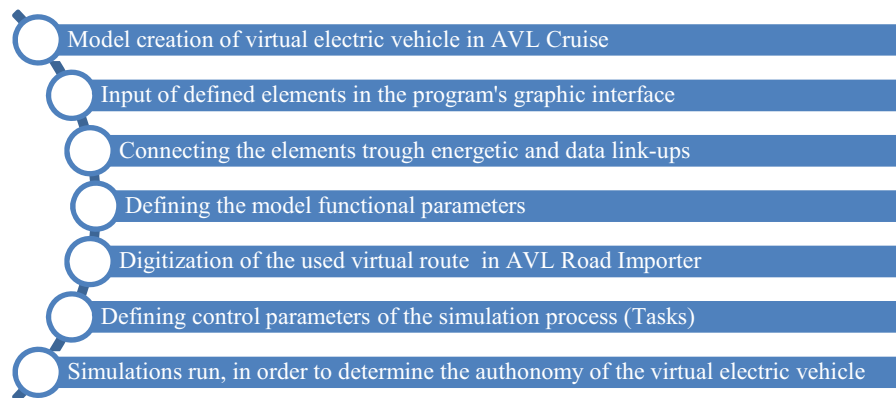 Model creation of virtual electric vehicle in AVL Cruise
Input of defined elements in the program's graphic interface
Connecting the elements trough energetic and data link-ups
Defining the model functional parameters
Digitization of the used virtual route in AVL Road Importer
Defining control parameters of the simulation process (Tasks)
Simulations run, in order to determine the authonomy of the virtual electric vehicle